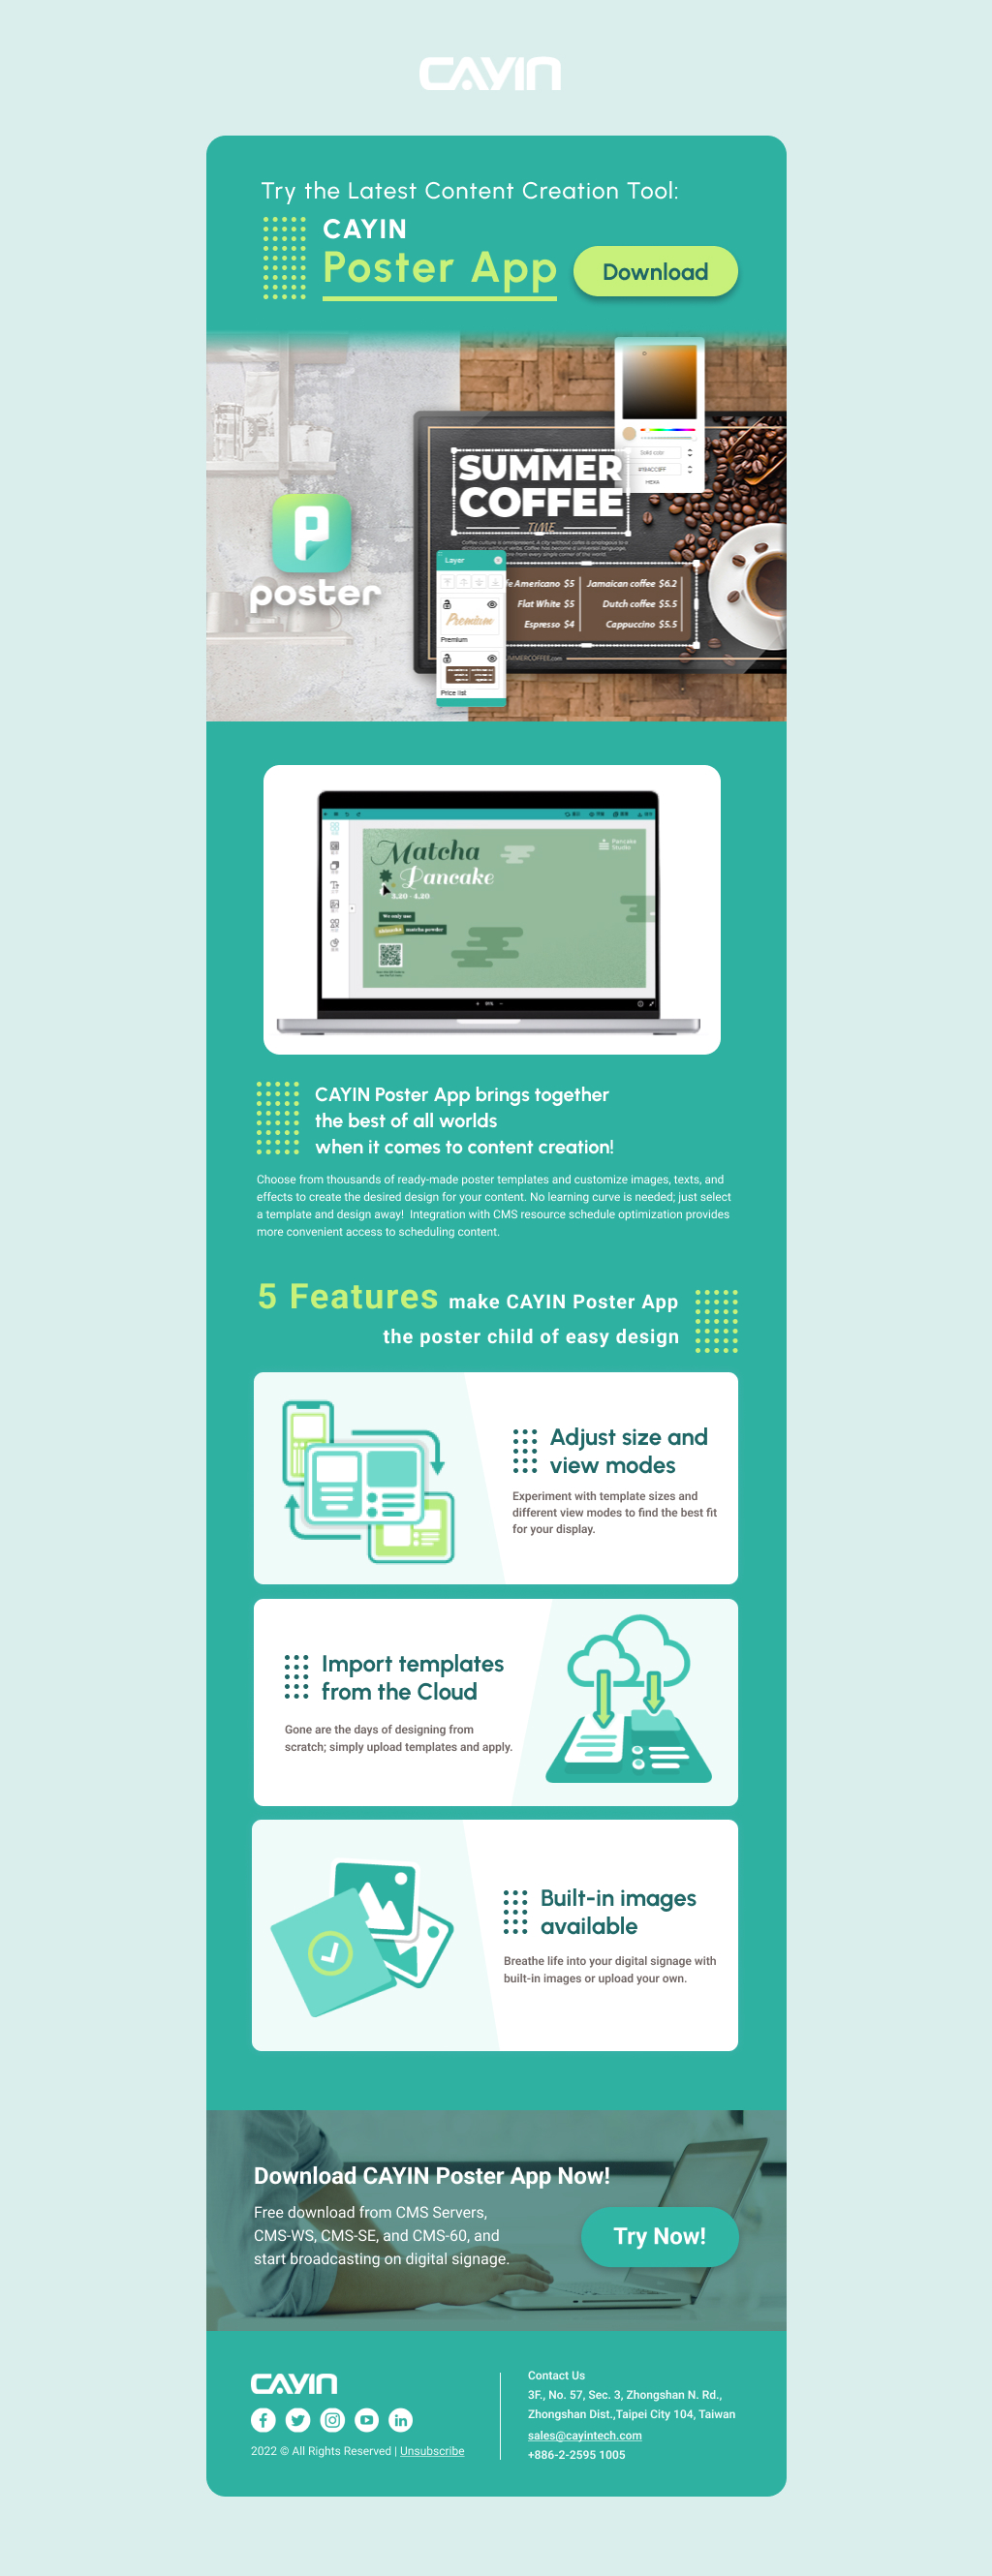 CAYIN
Try the Latest Content Creation Tool:
CAYIN
Poster App
Download
Solid color
HEXA
SUMMER
COFFEE
TIME
Layer
Americano $5
Jamaican coffee $6.2
Flat White $5
Dutch coffee $5.5
Espresso $4
Cappuccino $5.5
Premium
Premium
Price list
P
poster
Matcha
Pancake
3.20 - 4.20
Pancake
Studio
We only use
matcha powder
CAYIN Poster App brings together
the best of all worlds
when it comes to content creation!
Choose from thousands of ready-made poster templates and customize images, texts, and
effects to create the desired design for your content. No learning curve is needed; just select
a template and design away! Integration with CMS resource schedule optimization provides
more convenient access to scheduling content.
5 Features make CAYIN Poster App
the poster child of easy design
Adjust size and
view modes
Experiment with template sizes and
different view modes to find the best fit
for your display.
Import templates
from the Cloud
Gone are the days of designing from
scratch; simply upload templates and apply.
Built-in images
available
Breathe life into your digital signage with
built-in images or upload your own.
Download CAYIN Poster App Now!
Free download from CMS Servers,
CMS-WS, CMS-SE, and CMS-60, and
start broadcasting on digital signage.
Try Now!
CAYIN
2022 © All Rights Reserved | Unsubscribe
Contact Us
3F., No. 57, Sec. 3, Zhongshan N. Rd.,
Zhongshan Dist.,Taipei City 104, Taiwan
sales@cayintech.com
+886-2-2595 1005